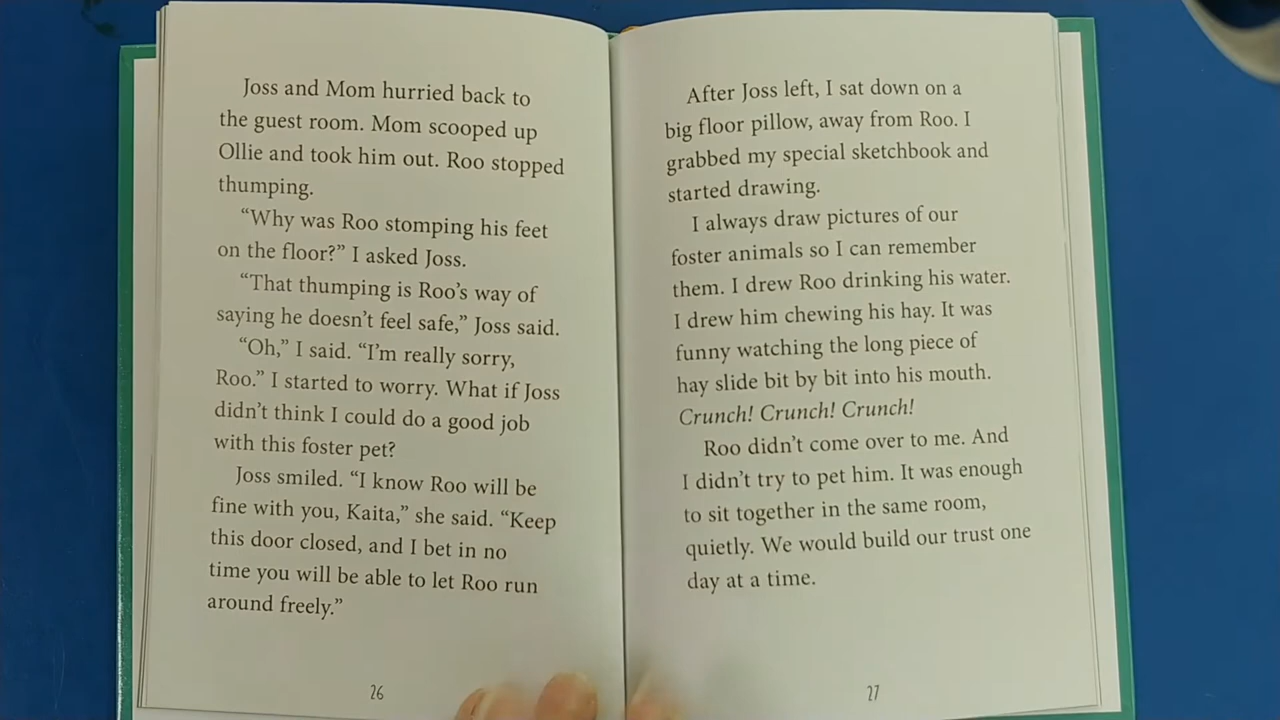 Joss and Mom hurried back to
the guest room. Mom scooped up
Ollie and took him out. Roo stopped
thumping.
“Why was Roo stomping his feet
on the floor?” I asked Joss.
“That thumping is Roo’s way of
saying he doesn’t feel safe,” Joss said.
“Oh,” I said. “I’m really sorry,
Roo.” I started to worry. What if Joss
didn’t think I could do a good job
with this foster pet?
Joss smiled. “I know Roo will be
fine with you, Kaita,” she said. “Keep
this door closed, and I bet in no
time you will be able to let Roo run
around freely.”
26
After Joss left, I sat down on a
big floor pillow, away from Roo. I
grabbed my special sketchbook and
started drawing.
I always draw pictures of our
foster animals so I can remember
them. I drew Roo drinking his water.
I drew him chewing his hay. It was
funny watching the long piece of
hay slide bit by bit into his mouth.
Crunch! Crunch! Crunch!
Roo didn’t come over to me. And
I didn’t try to pet him. It was enough
to sit together in the same room,
quietly. We would build our trust one
day at a time.
27